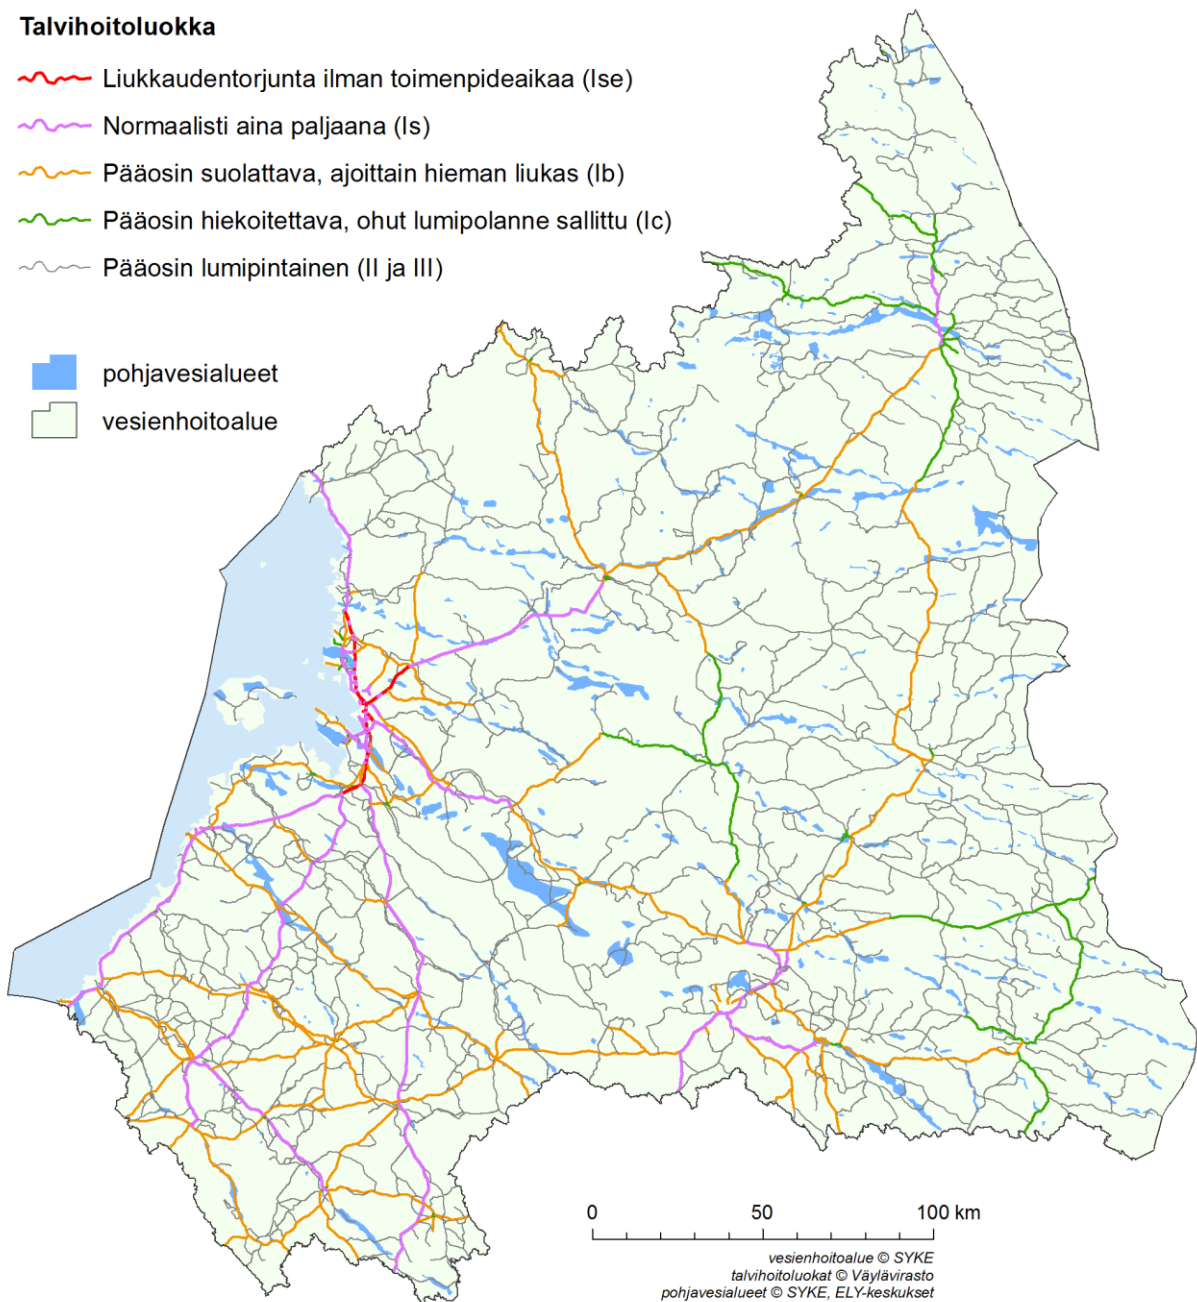 Talvihoitoluokka
Liukkaudentorjunta ilman toimenpideaikaa (Ise)
Normaalisti aina paljaana (Is)
Pääosin suolattava, ajoittain hieman liukas (Ib)
Pääosin hiekoitettava, ohut lumipolanne sallittu (Ic)
Pääosin lumipintainen (II ja III)
pohjavesialueet
vesienhoitoalue
0 50 100 km
vesienhoitoalue © SYKE
talvihoitoluokat © Väylävirasto
pohjavesialueet © SYKE, ELY-keskukset